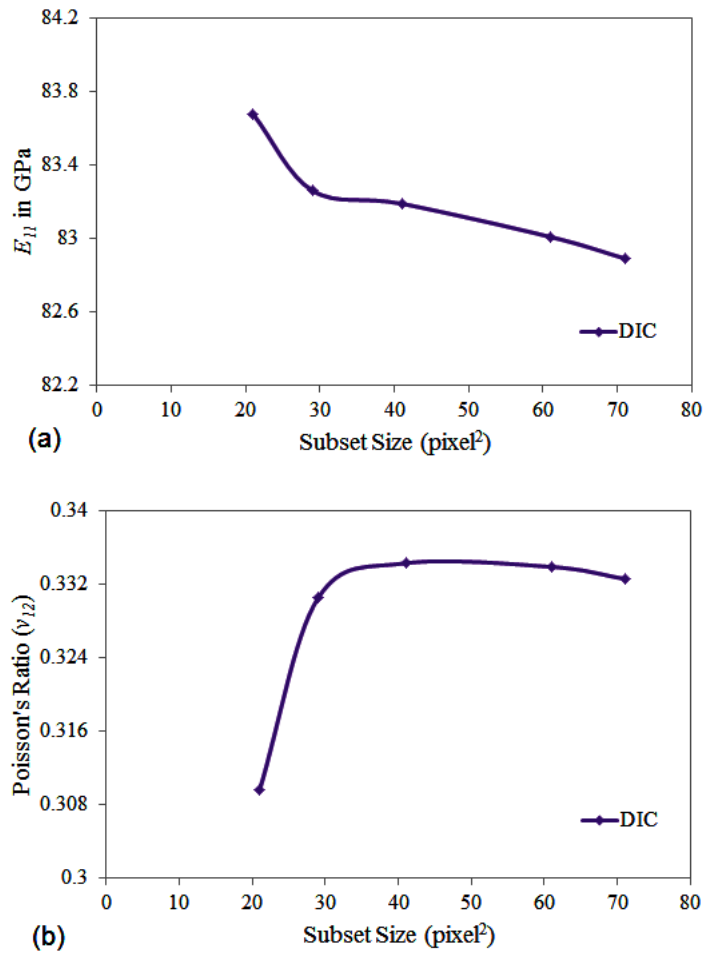 84.2
83.8
83.4
83
82.6
82.2
E₁₁ in GPa
DIC
0 10 20 30 40 50 60 70 80
Subset Size (pixel²)
(a)
0.34
0.332
0.324
0.316
0.308
0.3
Poisson's Ratio (ν₁₂)
DIC
0 10 20 30 40 50 60 70 80
Subset Size (pixel²)
(b)